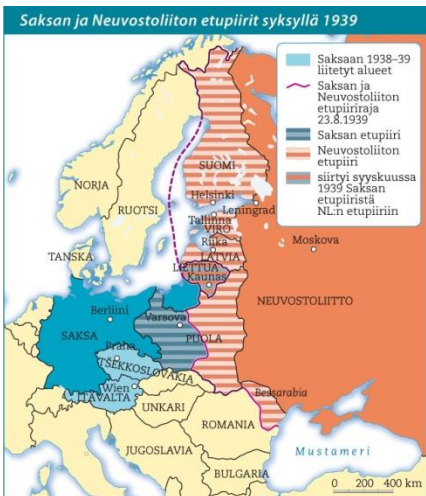 Saksan ja Neuvostoliiton etupiirit syksyllä 1939
Saksaan 1938–39
liitetyt alueet
Saksan ja
Neuvostoliiton
etupiiriraja
23.8.1939
Saksan etupiiri
Neuvostoliiton
etupiiri
siirtyi syyskuussa
1939 Saksan
etupiiristä
NL:n etupiiriin
SUOMI
NORJA
Helsinki
RUOTSI
Leningrad
Tallinna
VIRO
Riika
Moskova
TANSKA
LATVIA
LIETTUA
Kaunas
NEUVOSTOLIITTO
Berliini
Varsova
SAKSA
PUOLA
Praha
TŠEKKOSLOVAKIA
Wien
ITÄVALTA
Bessarabia
UNKARI
ROMANIA
JUGOSLAVIA
Mustameri
BULGARIA
0 200 400 km